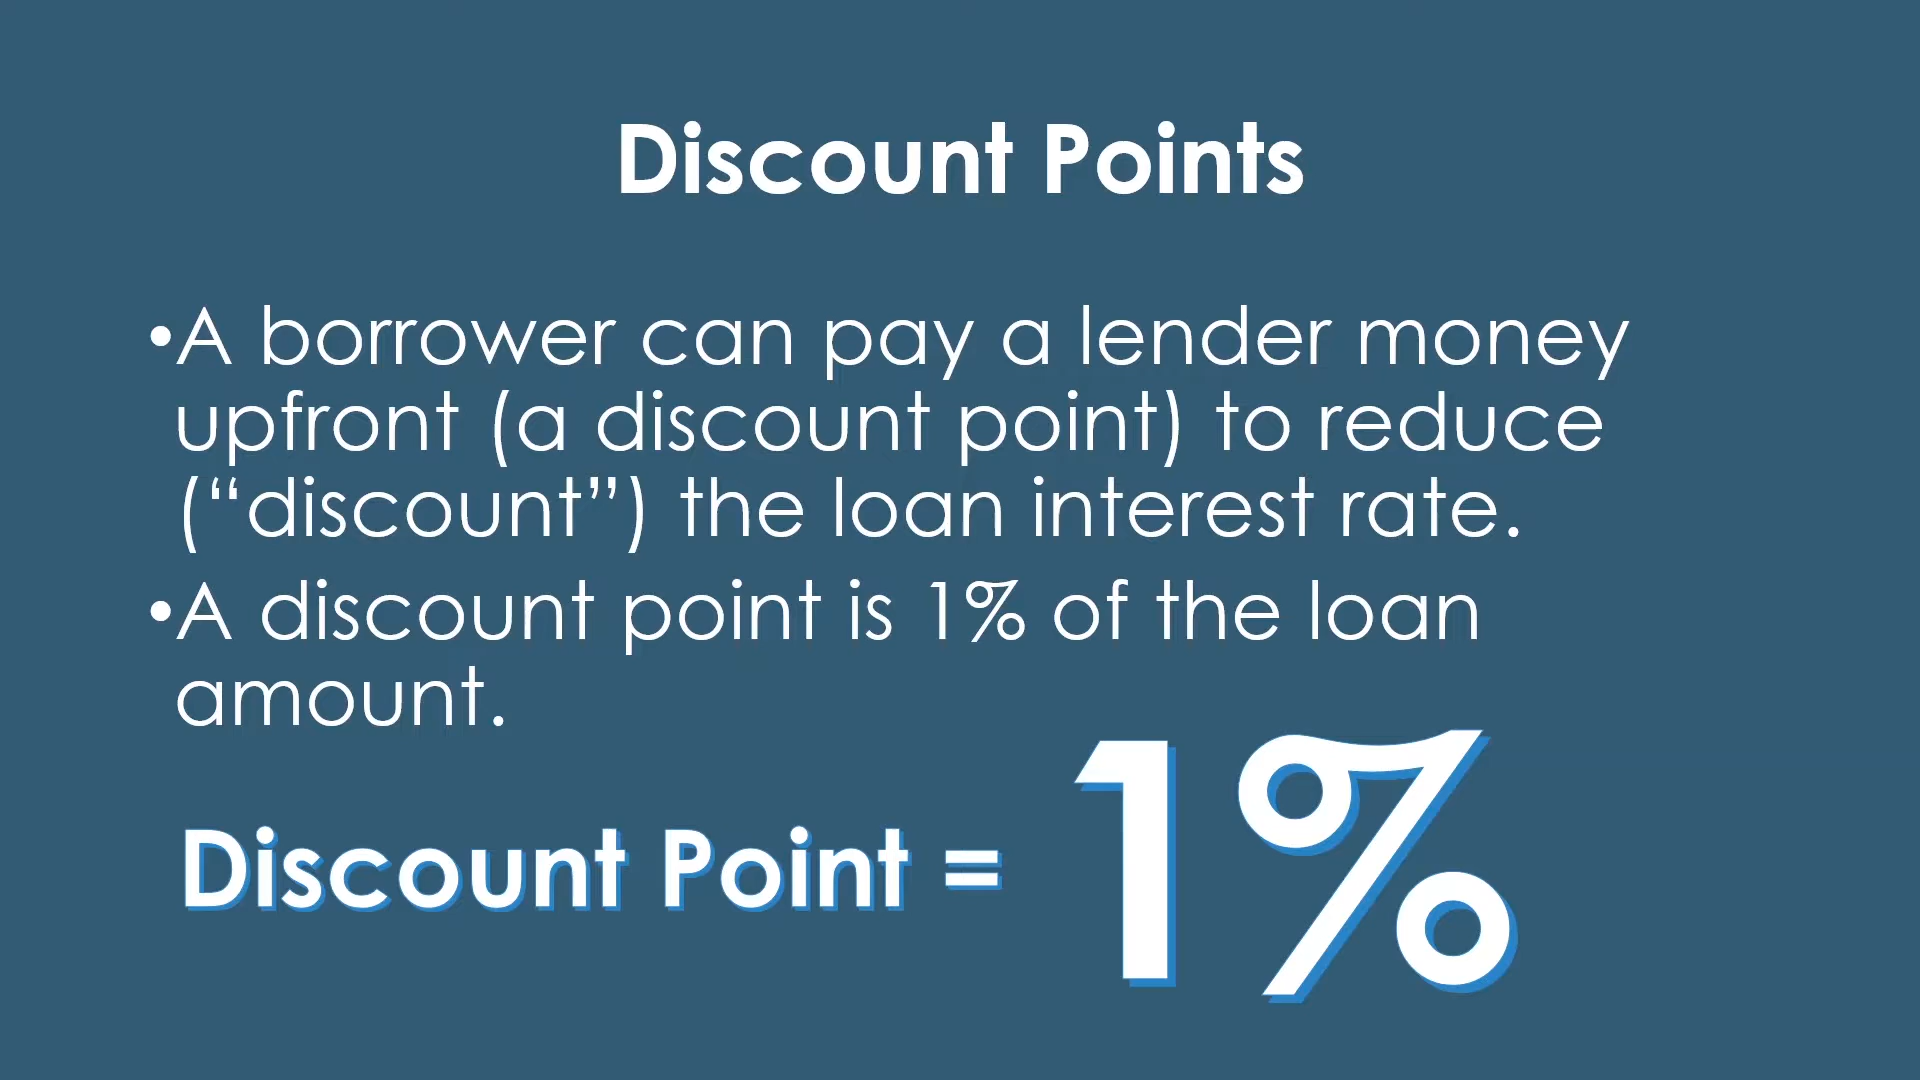 Discount Points
•A borrower can pay a lender money
upfront (a discount point) to reduce
(“discount”) the loan interest rate.
•A discount point is 1% of the loan
amount.
Discount Point = 1%